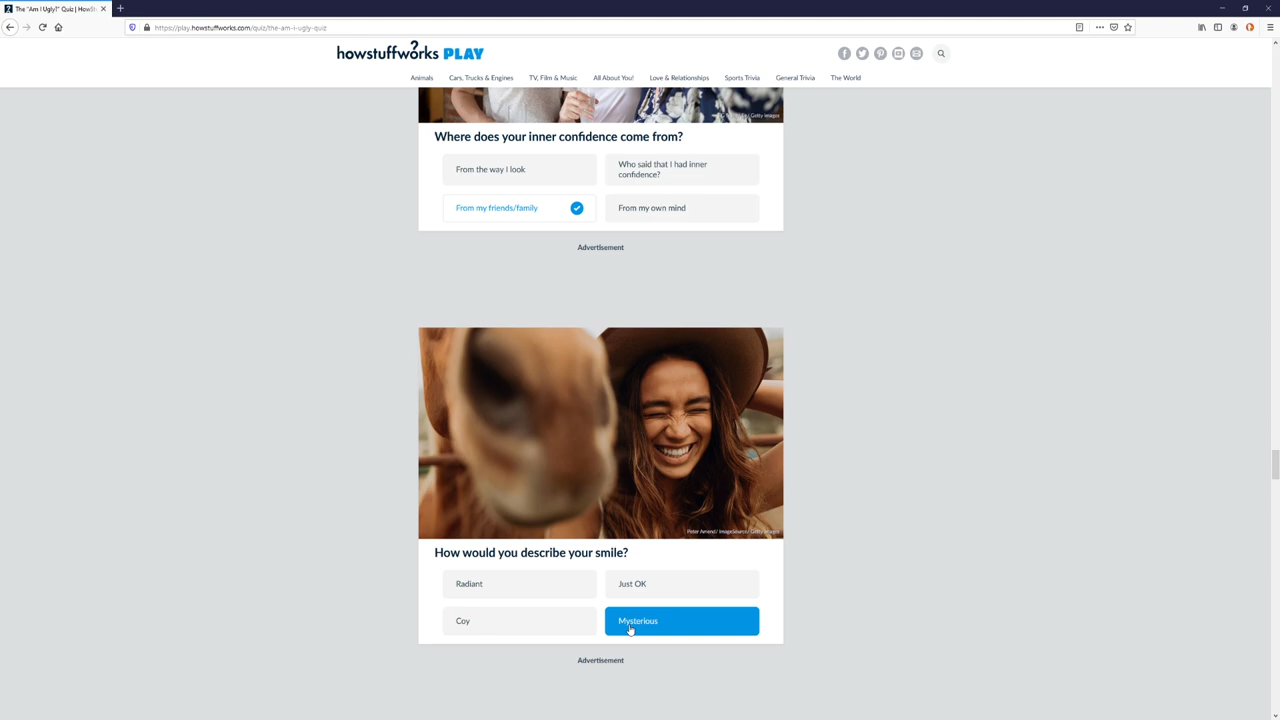 The "Am I Ugly?" Quiz | HowSt
https://play.howstuffworks.com/quiz/the-am-i-ugly-quiz
howstuffworks PLAY
Animals Cars, Trucks & Engines TV, Film & Music All About You! Love & Relationships Sports Trivia General Trivia The World
Getty Images
Where does your inner confidence come from?
From the way I look
Who said that I had inner
confidence?
From my friends/family
From my own mind
Advertisement
How would you describe your smile?
Radiant
Just OK
Coy
Mysterious
Advertisement